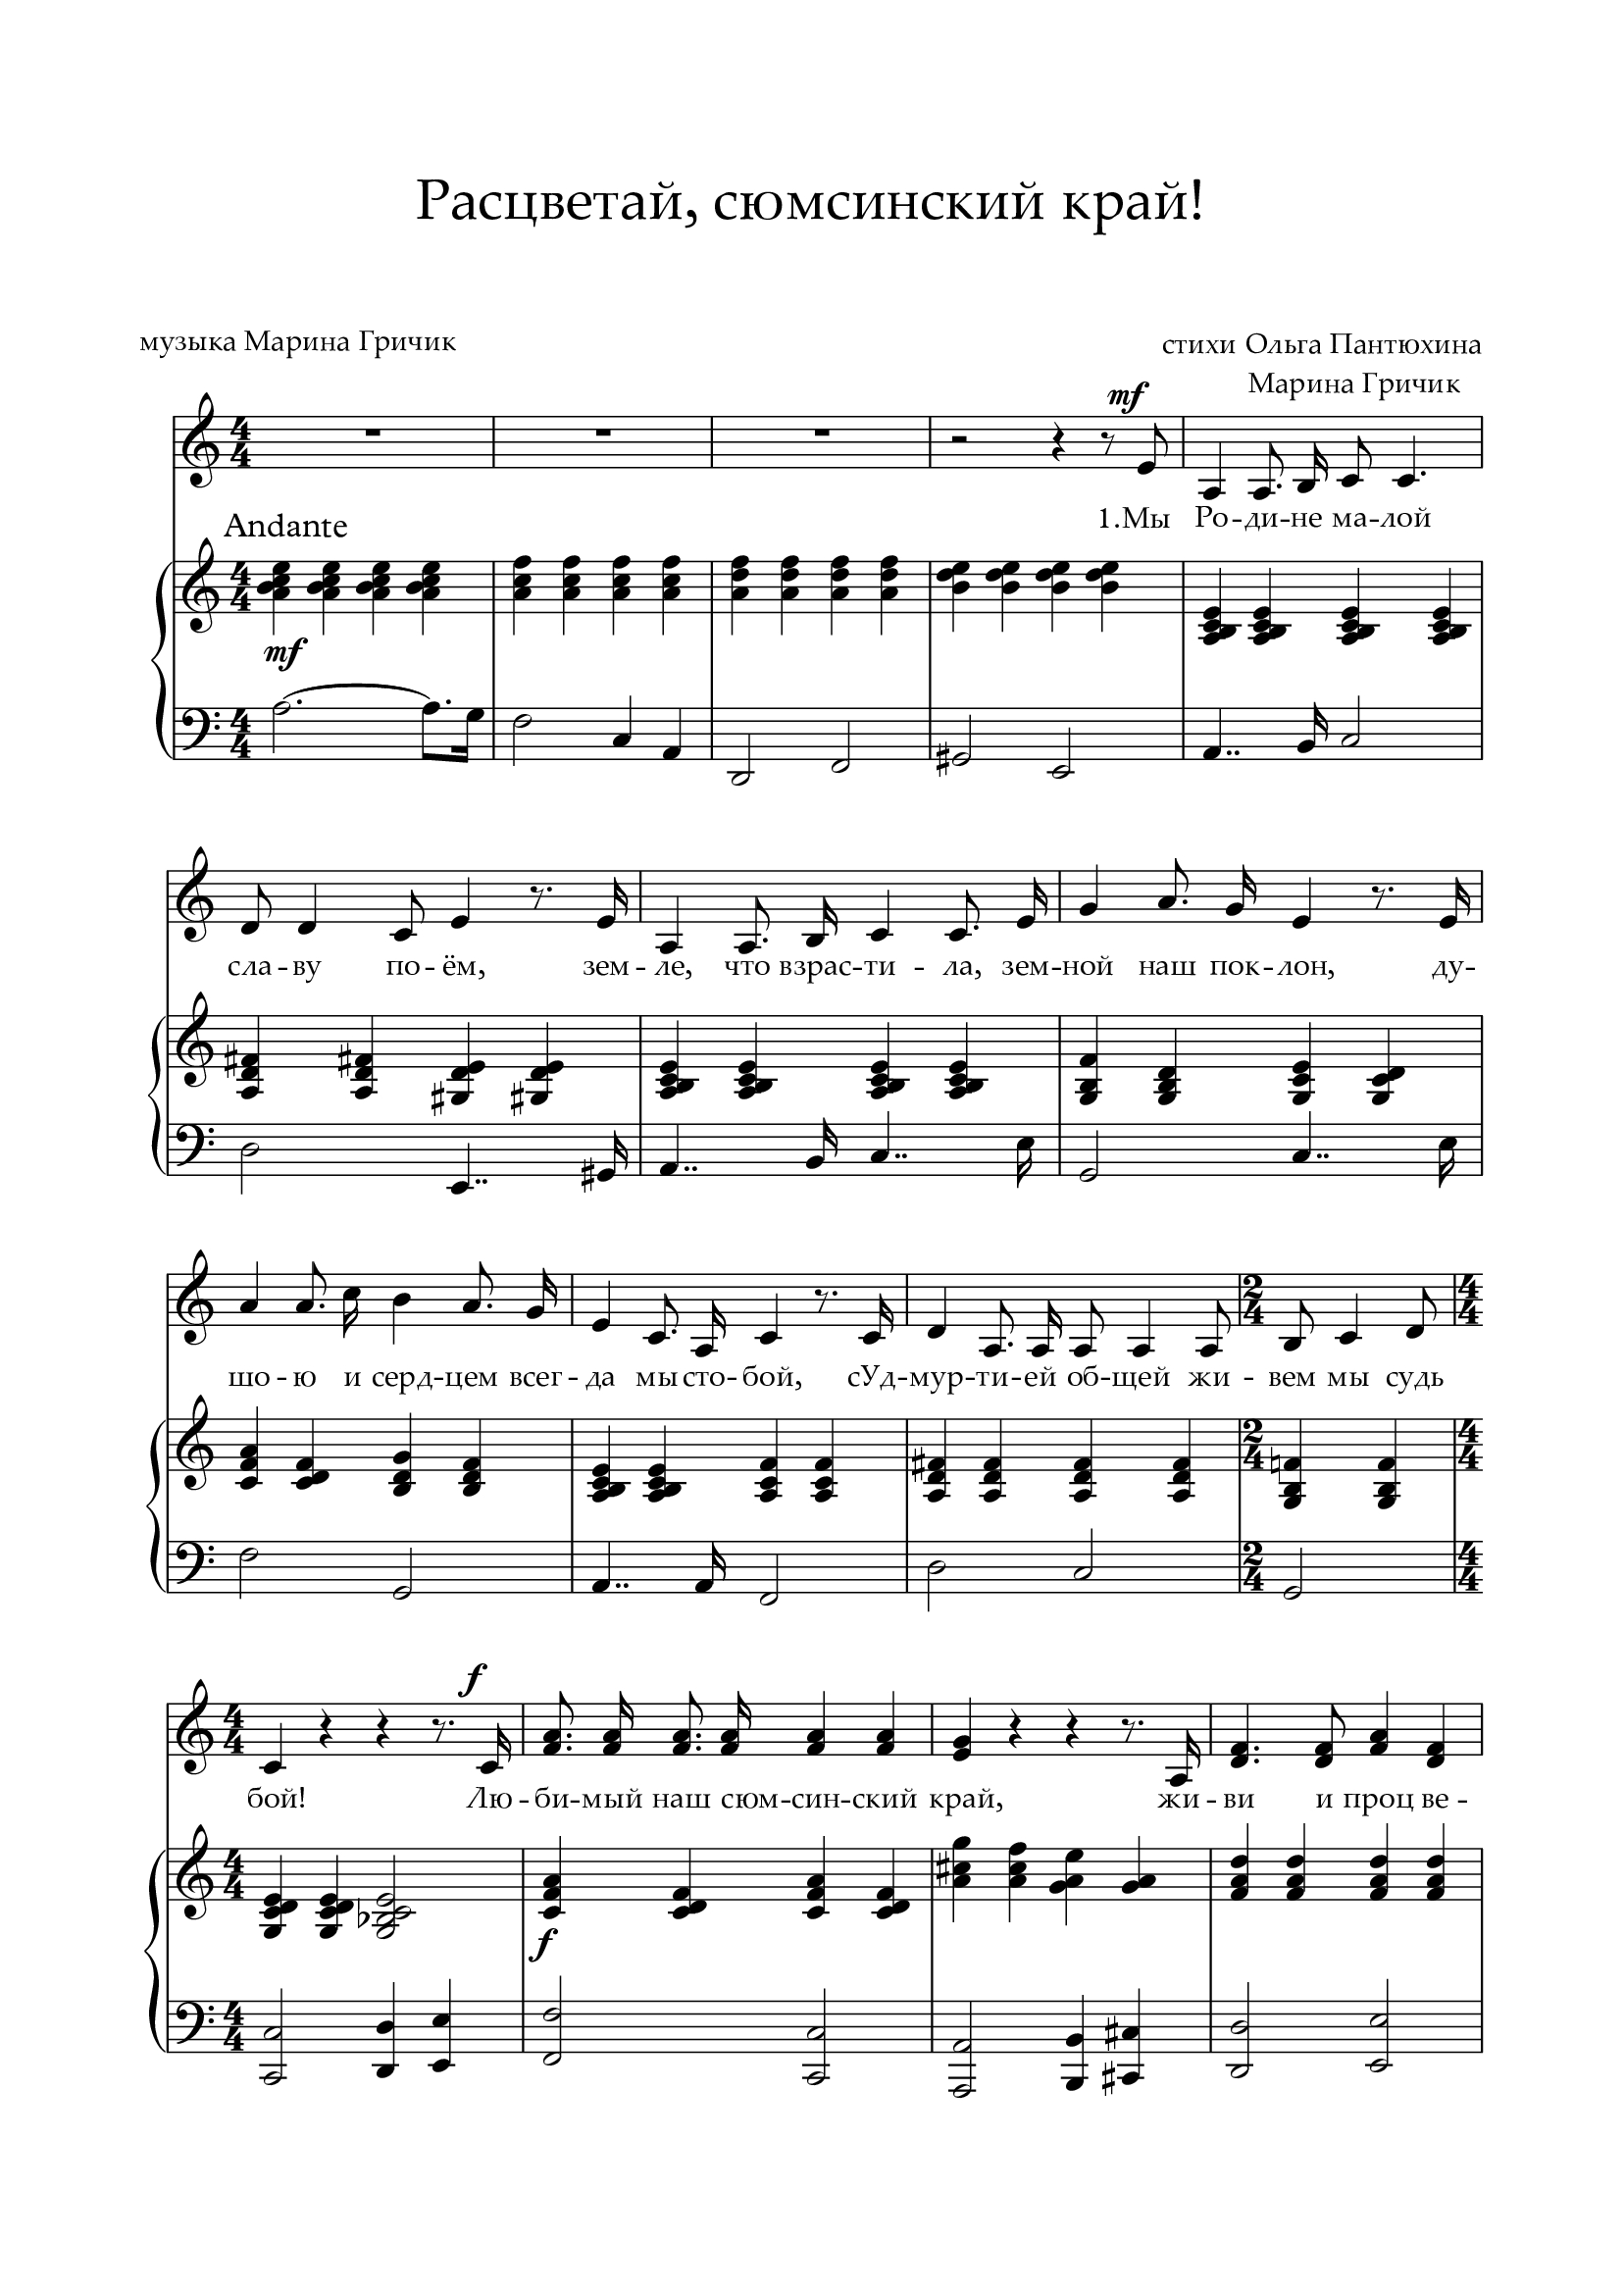 Расцветай, сюмсинский край!
музыка Марина Гричик
стихи Ольга Пантюхина
Марина Гричик
mf
1.Мы Ро-ди-не ма-лой
Andante
mf
сла-ву по-ём, зем-ле, что взрас-ти-ла, зем-ной наш пок-лон, ду-
шо-ю и серд-цем всег-да мы сто-бой, сУд-мур-ти-ей об-щей жи-вем мы судь
f
бой! Лю-би-мый наш сюм-син-ский край, жи-ви и проц ве-
f